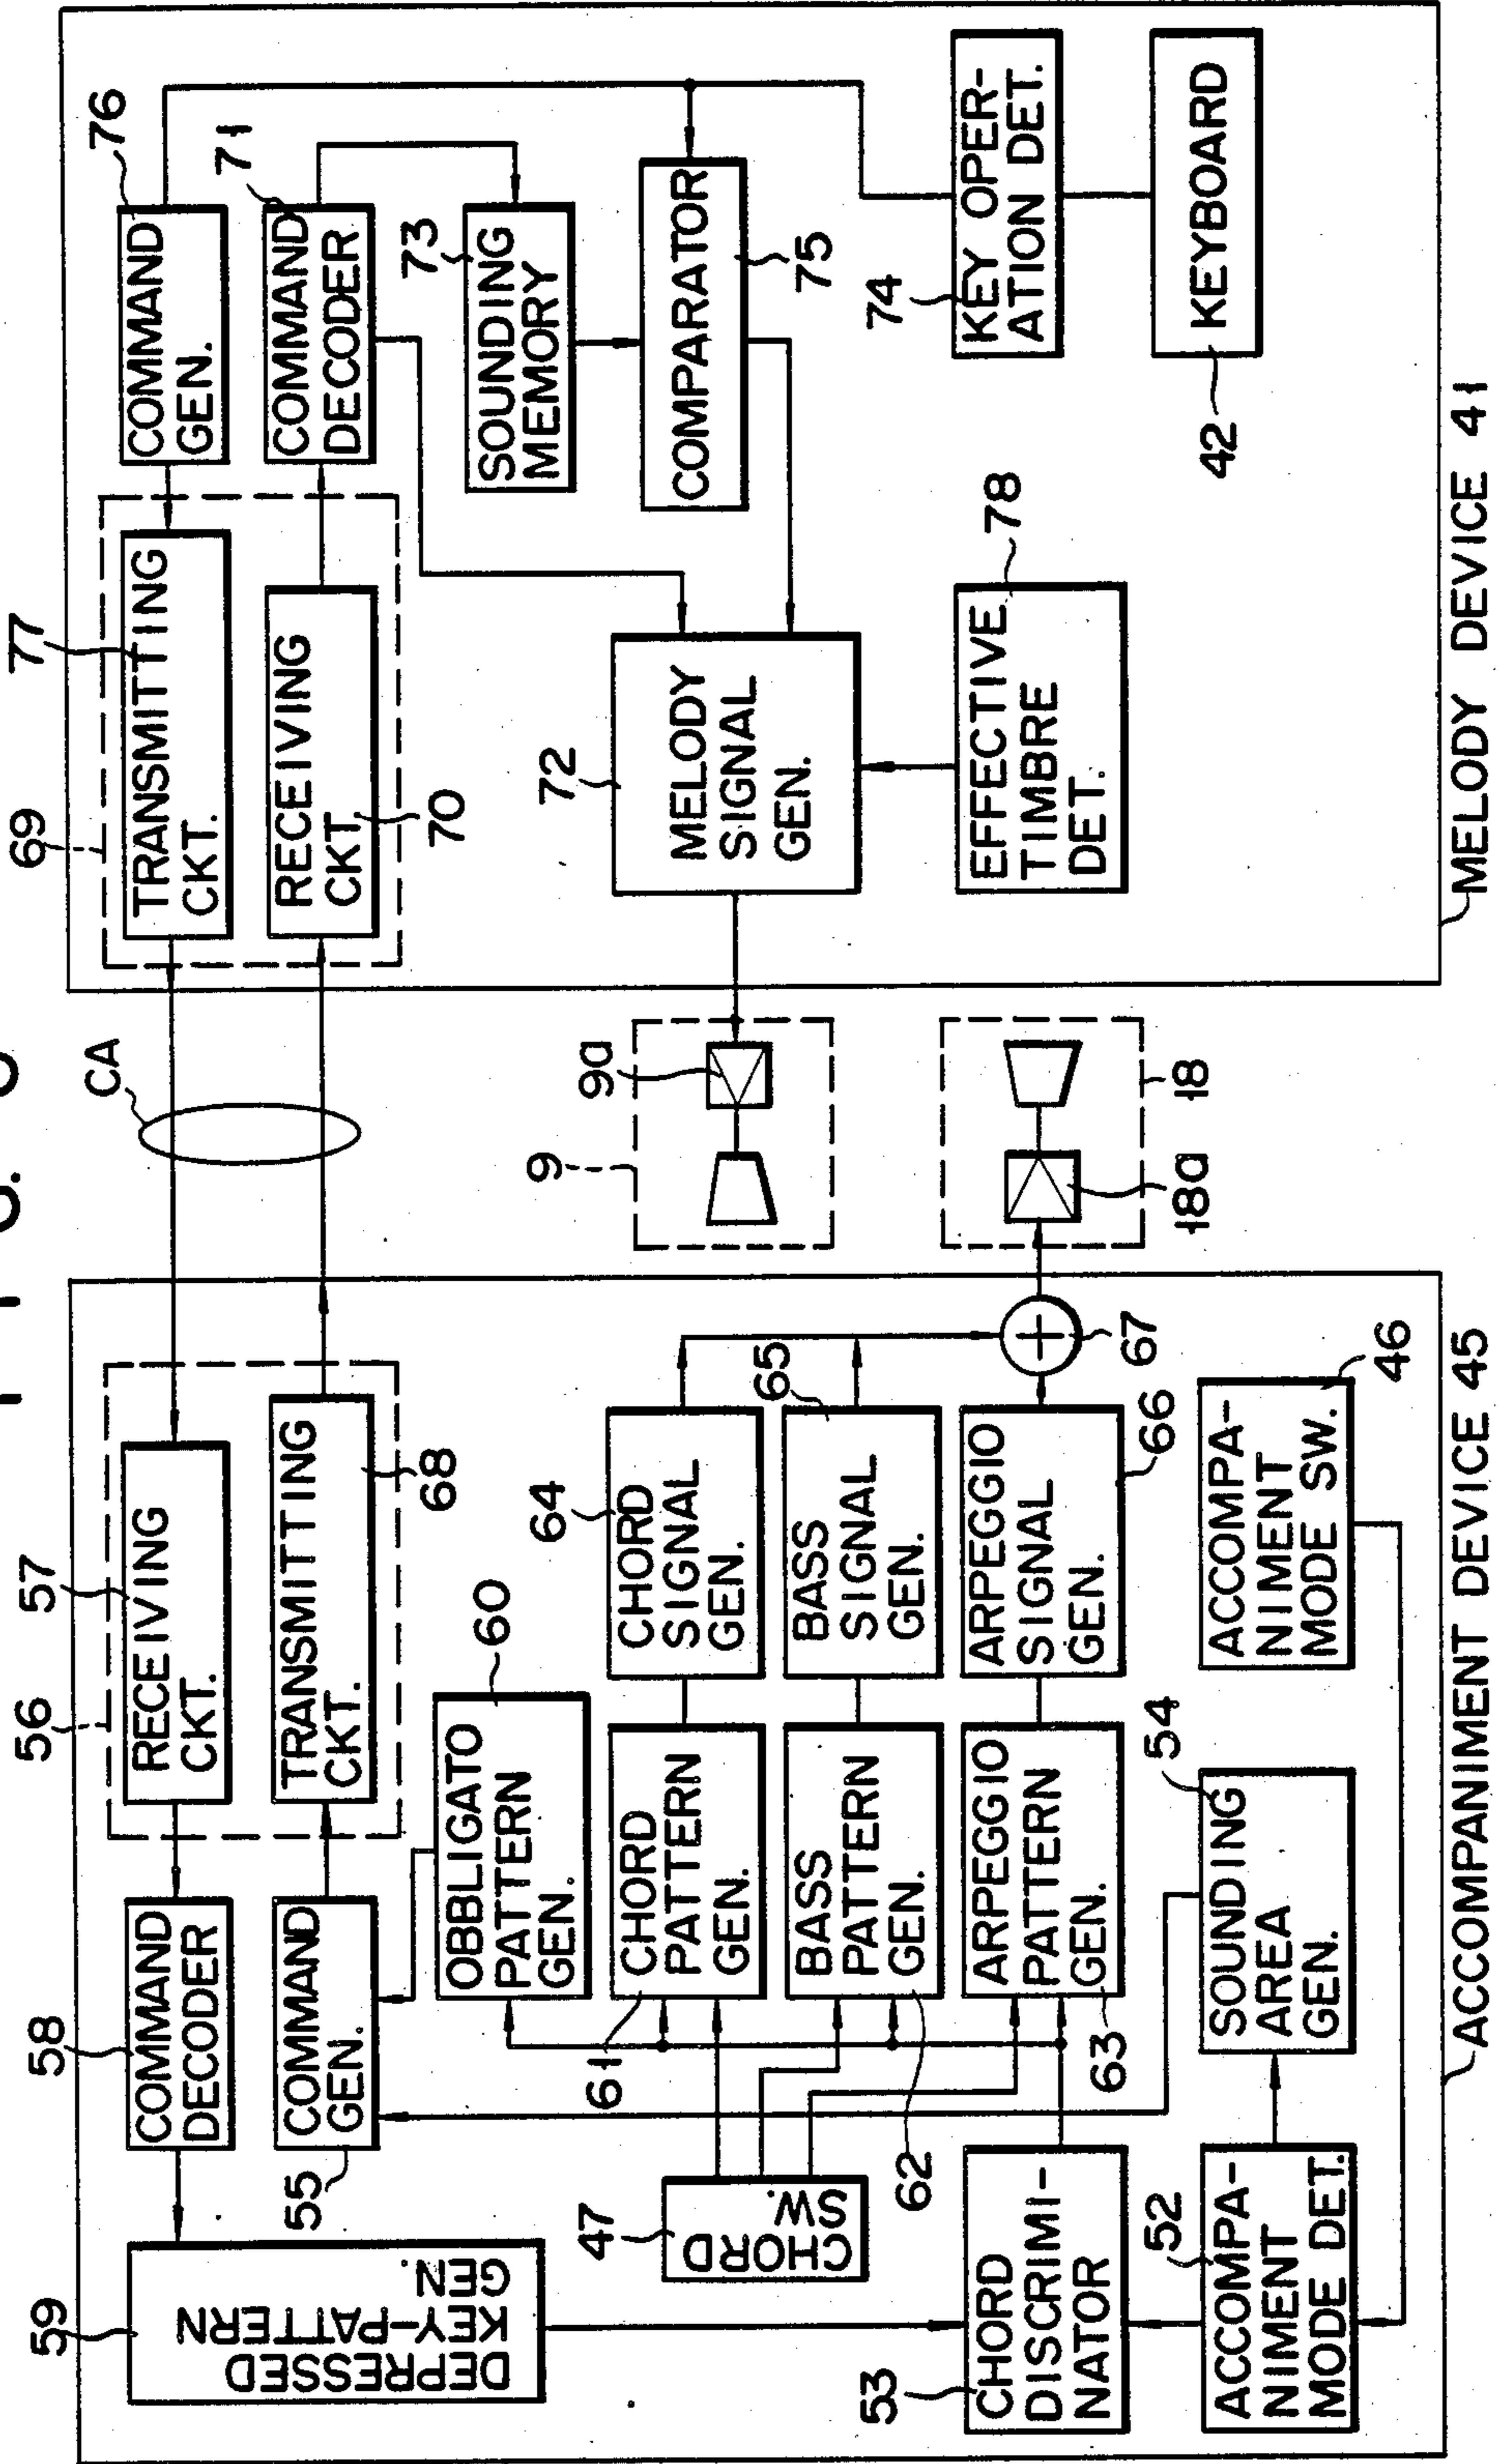 69
77
TRANSMITTING
CKT.
RECEIVING
CKT.
70
COMMAND
GEN.
76
COMMAND
DECODER
71
SOUNDING
MEMORY
73
COMPARATOR
75
KEY OPER-
ATION DET.
74
KEYBOARD
42
MELODY
SIGNAL
GEN.
72
EFFECTIVE
TIMBRE
DET.
78
MELODY DEVICE 41
CA
9
9a
18
18a
56
57
RECEIVING
CKT.
TRANSMITTING
CKT.
68
58
COMMAND
DECODER
COMMAND
GEN.
55
59
DEPRESSED
KEY-PATTERN
GEN.
OBBLIGATO
PATTERN
GEN.
60
CHORD
PATTERN
GEN.
61
CHORD
SIGNAL
GEN.
64
BASS
PATTERN
GEN.
62
BASS
SIGNAL
GEN.
65
ARPEGGIO
PATTERN
GEN.
63
ARPEGGIO
SIGNAL
GEN.
66
67
47
CHORD
SW.
CHORD
DISCRIMI-
NATOR
53
ACCOMPA-
NIMENT
MODE DET.
52
SOUNDING
AREA
GEN.
54
ACCOMPA-
NIMENT
MODE SW.
46
ACCOMPANIMENT DEVICE 45